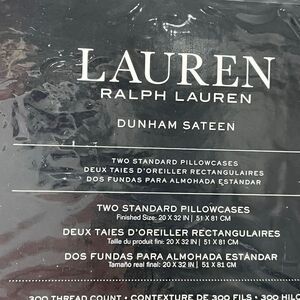 LAUREN
RALPH LAUREN
DUNHAM SATEEN
TWO STANDARD PILLOWCASES
DEUX TAIES D'OREILLER RECTANGULAIRES
DOS FUNDAS PARA ALMOHADA ESTÁNDAR
TWO STANDARD PILLOWCASES
Finished Size: 20 X 32 IN | 51 X 81 CM
DEUX TAIES D'OREILLER RECTANGULAIRES
Taille du produit fini: 20 X 32 IN | 51 X 81 CM
DOS FUNDAS PARA ALMOHADA ESTÁNDAR
Tamaño real final: 20 X 32 IN | 51 X 81 CM
300 THREAD COUNT • CONTEXTURE DE 300 FILS • 300 HILO